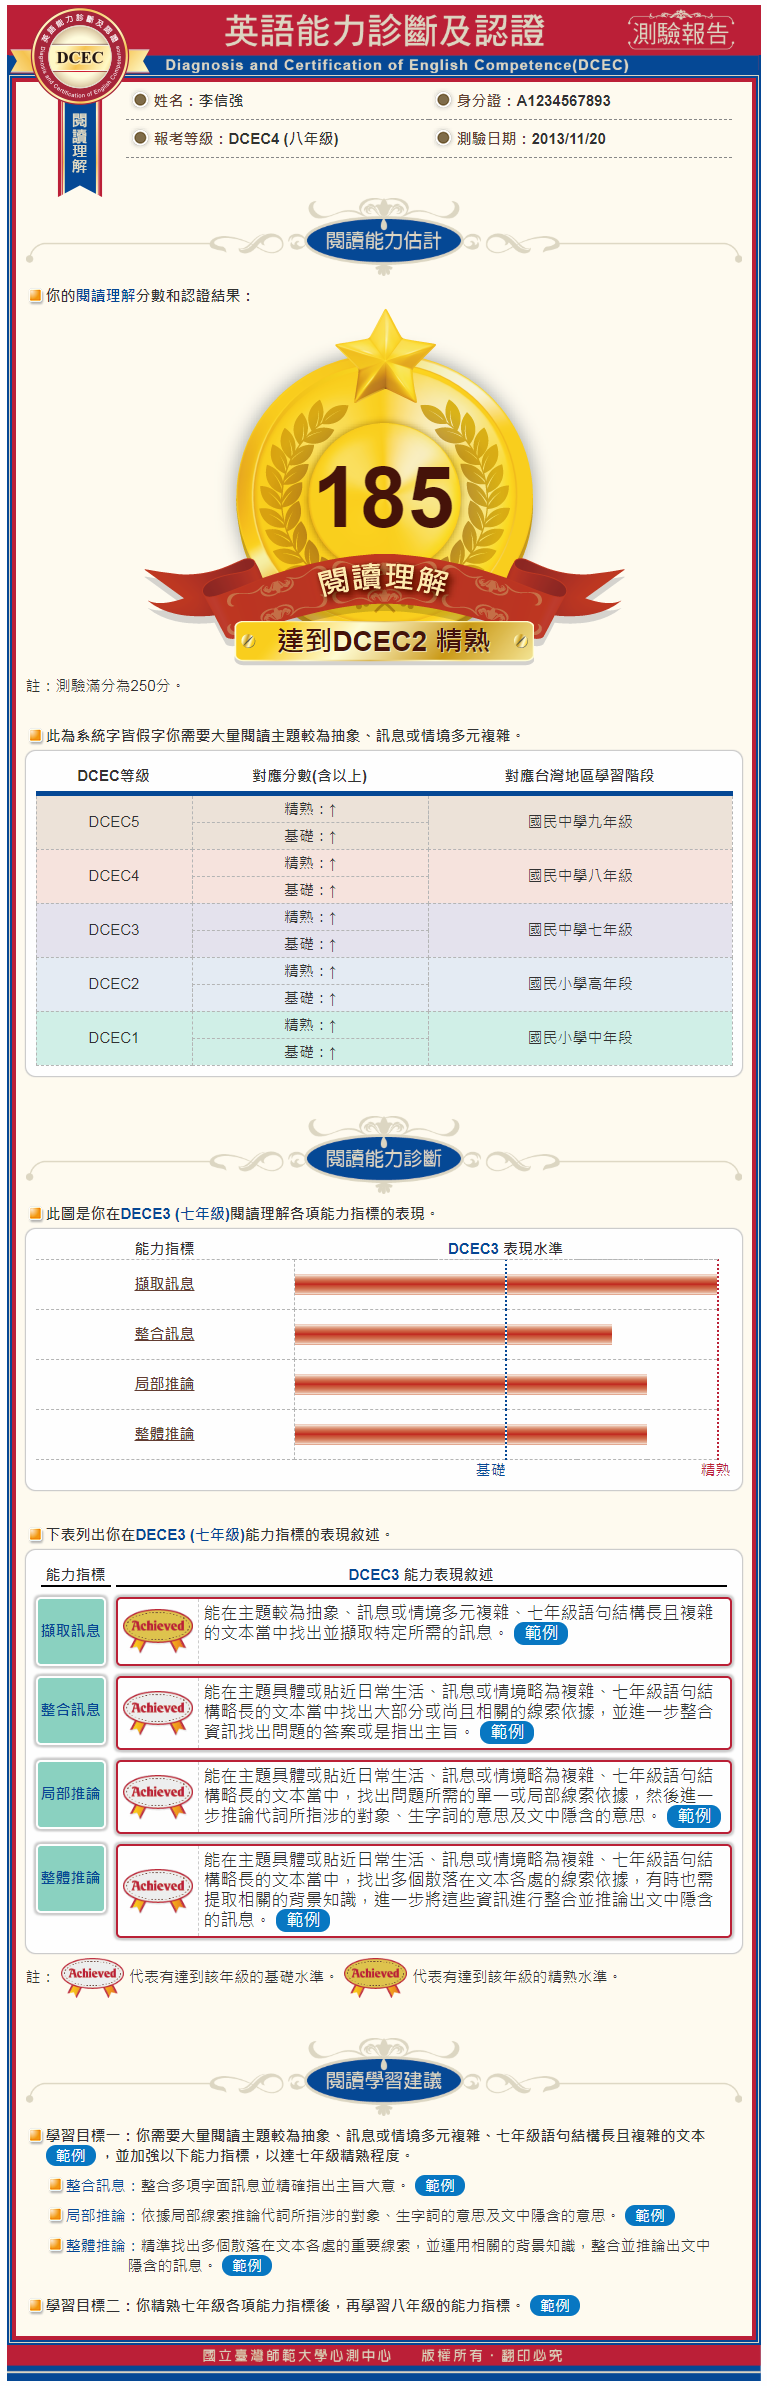 英語能力診斷及認證
測驗報告
Diagnosis and Certification of English Competence(DCEC)
英語能力診斷及認證
DCEC
Diagnosis and Certification of English Competence
閱讀理解
姓名：李信強
身分證：A1234567893
報考等級：DCEC4 (八年級)
測驗日期：2013/11/20
閱讀能力估計
你的閱讀理解分數和認證結果：
185
閱讀理解
達到DCEC2 精熟
註：測驗滿分為250分。
此為系統字皆假字你需要大量閱讀主題較為抽象、訊息或情境多元複雜。
DCEC等級 對應分數(含以上) 對應台灣地區學習階段
DCEC5 精熟：↑ 國民中學九年級
基礎：↑
DCEC4 精熟：↑ 國民中學八年級
基礎：↑
DCEC3 精熟：↑ 國民中學七年級
基礎：↑
DCEC2 精熟：↑ 國民小學高年段
基礎：↑
DCEC1 精熟：↑ 國民小學中年段
基礎：↑
閱讀能力診斷
此圖是你在DECE3 (七年級)閱讀理解各項能力指標的表現。
能力指標 DCEC3 表現水準
擷取訊息
整合訊息
局部推論
整體推論
基礎 精熟
下表列出你在DECE3 (七年級)能力指標的表現敘述。
能力指標 DCEC3 能力表現敘述
擷取訊息
Achieved
能在主題較為抽象、訊息或情境多元複雜、七年級語句結構長且複雜
的文本當中找出並擷取特定所需的訊息。 範例
整合訊息
Achieved
能在主題具體或貼近日常生活、訊息或情境略為複雜、七年級語句結
構略長的文本當中找出大部分或尚且相關的線索依據，並進一步整合
資訊找出問題的答案或是指出主旨。 範例
局部推論
Achieved
能在主題具體或貼近日常生活、訊息或情境略為複雜、七年級語句結
構略長的文本當中，找出問題所需的單一或局部線索依據，然後進一
步推論代詞所指涉的對象、生字詞的意思及文中隱含的意思。 範例
整體推論
Achieved
能在主題具體或貼近日常生活、訊息或情境略為複雜、七年級語句結
構略長的文本當中，找出多個散落在文本各處的線索依據，有時也需
提取相關的背景知識，進一步將這些資訊進行整合並推論出文中隱含
的訊息。 範例
註： Achieved 代表有達到該年級的基礎水準。 Achieved 代表有達到該年級的精熟水準。
閱讀學習建議
學習目標一：你需要大量閱讀主題較為抽象、訊息或情境多元複雜、七年級語句結構長且複雜的文本
範例 ，並加強以下能力指標，以達七年級精熟程度。
整合訊息：整合多項字面訊息並精確指出主旨大意。 範例
局部推論：依據局部線索推論代詞所指涉的對象、生字詞的意思及文中隱含的意思。 範例
整體推論：精準找出多個散落在文本各處的重要線索，並運用相關的背景知識，整合並推論出文中
隱含的訊息。 範例
學習目標二：你精熟七年級各項能力指標後，再學習八年級的能力指標。 範例
國立臺灣師範大學心測中心 版權所有‧翻印必究